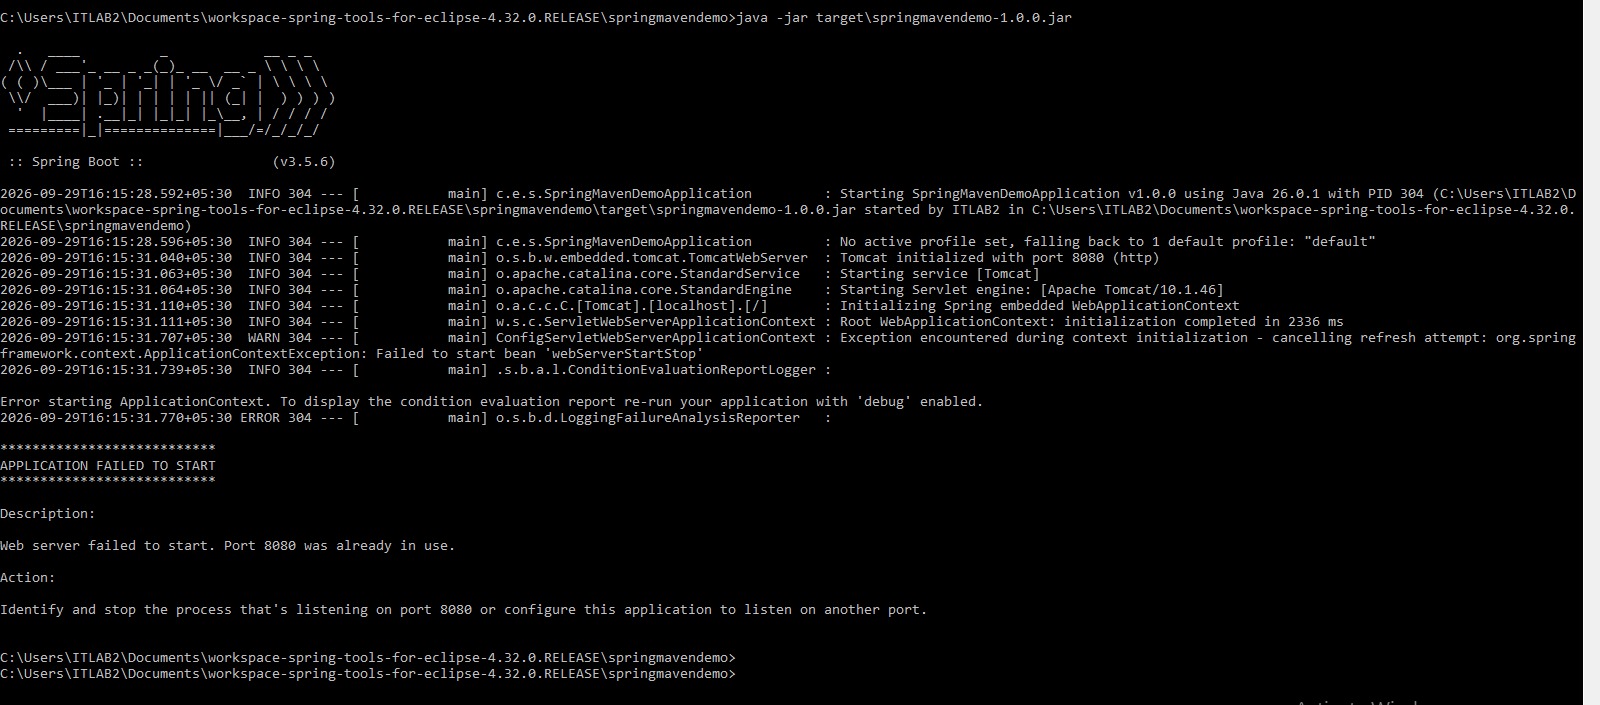 C:\Users\ITLAB2\Documents\workspace-spring-tools-for-eclipse-4.32.0.RELEASE\springmavendemo>java -jar target\springmavendemo-1.0.0.jar

  .   ____          _            __ _ _
 /\\ / ___'_ __ _ _(_)_ __  __ _ \ \ \ \
( ( )\___ | '_ | '_| | '_ \/ _` | \ \ \ \
 \\/  ___)| |_)| | | | | || (_| |  ) ) ) )
  '  |____| .__|_| |_|_| |_\__, | / / / /
 =========|_|==============|___/=/_/_/_/

 :: Spring Boot ::                (v3.5.6)

2026-09-29T16:15:28.592+05:30  INFO 304 --- [           main] c.e.s.SpringMavenDemoApplication         : Starting SpringMavenDemoApplication v1.0.0 using Java 26.0.1 with PID 304 (C:\Users\ITLAB2\D
ocuments\workspace-spring-tools-for-eclipse-4.32.0.RELEASE\springmavendemo\target\springmavendemo-1.0.0.jar started by ITLAB2 in C:\Users\ITLAB2\Documents\workspace-spring-tools-for-eclipse-4.32.0.
RELEASE\springmavendemo)
2026-09-29T16:15:28.596+05:30  INFO 304 --- [           main] c.e.s.SpringMavenDemoApplication         : No active profile set, falling back to 1 default profile: "default"
2026-09-29T16:15:31.040+05:30  INFO 304 --- [           main] o.s.b.w.embedded.tomcat.TomcatWebServer  : Tomcat initialized with port 8080 (http)
2026-09-29T16:15:31.063+05:30  INFO 304 --- [           main] o.apache.catalina.core.StandardService   : Starting service [Tomcat]
2026-09-29T16:15:31.064+05:30  INFO 304 --- [           main] o.apache.catalina.core.StandardEngine    : Starting Servlet engine: [Apache Tomcat/10.1.46]
2026-09-29T16:15:31.110+05:30  INFO 304 --- [           main] o.a.c.c.C.[Tomcat].[localhost].[/]       : Initializing Spring embedded WebApplicationContext
2026-09-29T16:15:31.111+05:30  INFO 304 --- [           main] w.s.c.ServletWebServerApplicationContext : Root WebApplicationContext: initialization completed in 2336 ms
2026-09-29T16:15:31.707+05:30  WARN 304 --- [           main] ConfigServletWebServerApplicationContext : Exception encountered during context initialization - cancelling refresh attempt: org.spring
framework.context.ApplicationContextException: Failed to start bean 'webServerStartStop'
2026-09-29T16:15:31.739+05:30  INFO 304 --- [           main] .s.b.a.l.ConditionEvaluationReportLogger :

Error starting ApplicationContext. To display the condition evaluation report re-run your application with 'debug' enabled.
2026-09-29T16:15:31.770+05:30 ERROR 304 --- [           main] o.s.b.d.LoggingFailureAnalysisReporter   :

***************************
APPLICATION FAILED TO START
***************************

Description:

Web server failed to start. Port 8080 was already in use.

Action:

Identify and stop the process that's listening on port 8080 or configure this application to listen on another port.


C:\Users\ITLAB2\Documents\workspace-spring-tools-for-eclipse-4.32.0.RELEASE\springmavendemo>
C:\Users\ITLAB2\Documents\workspace-spring-tools-for-eclipse-4.32.0.RELEASE\springmavendemo>